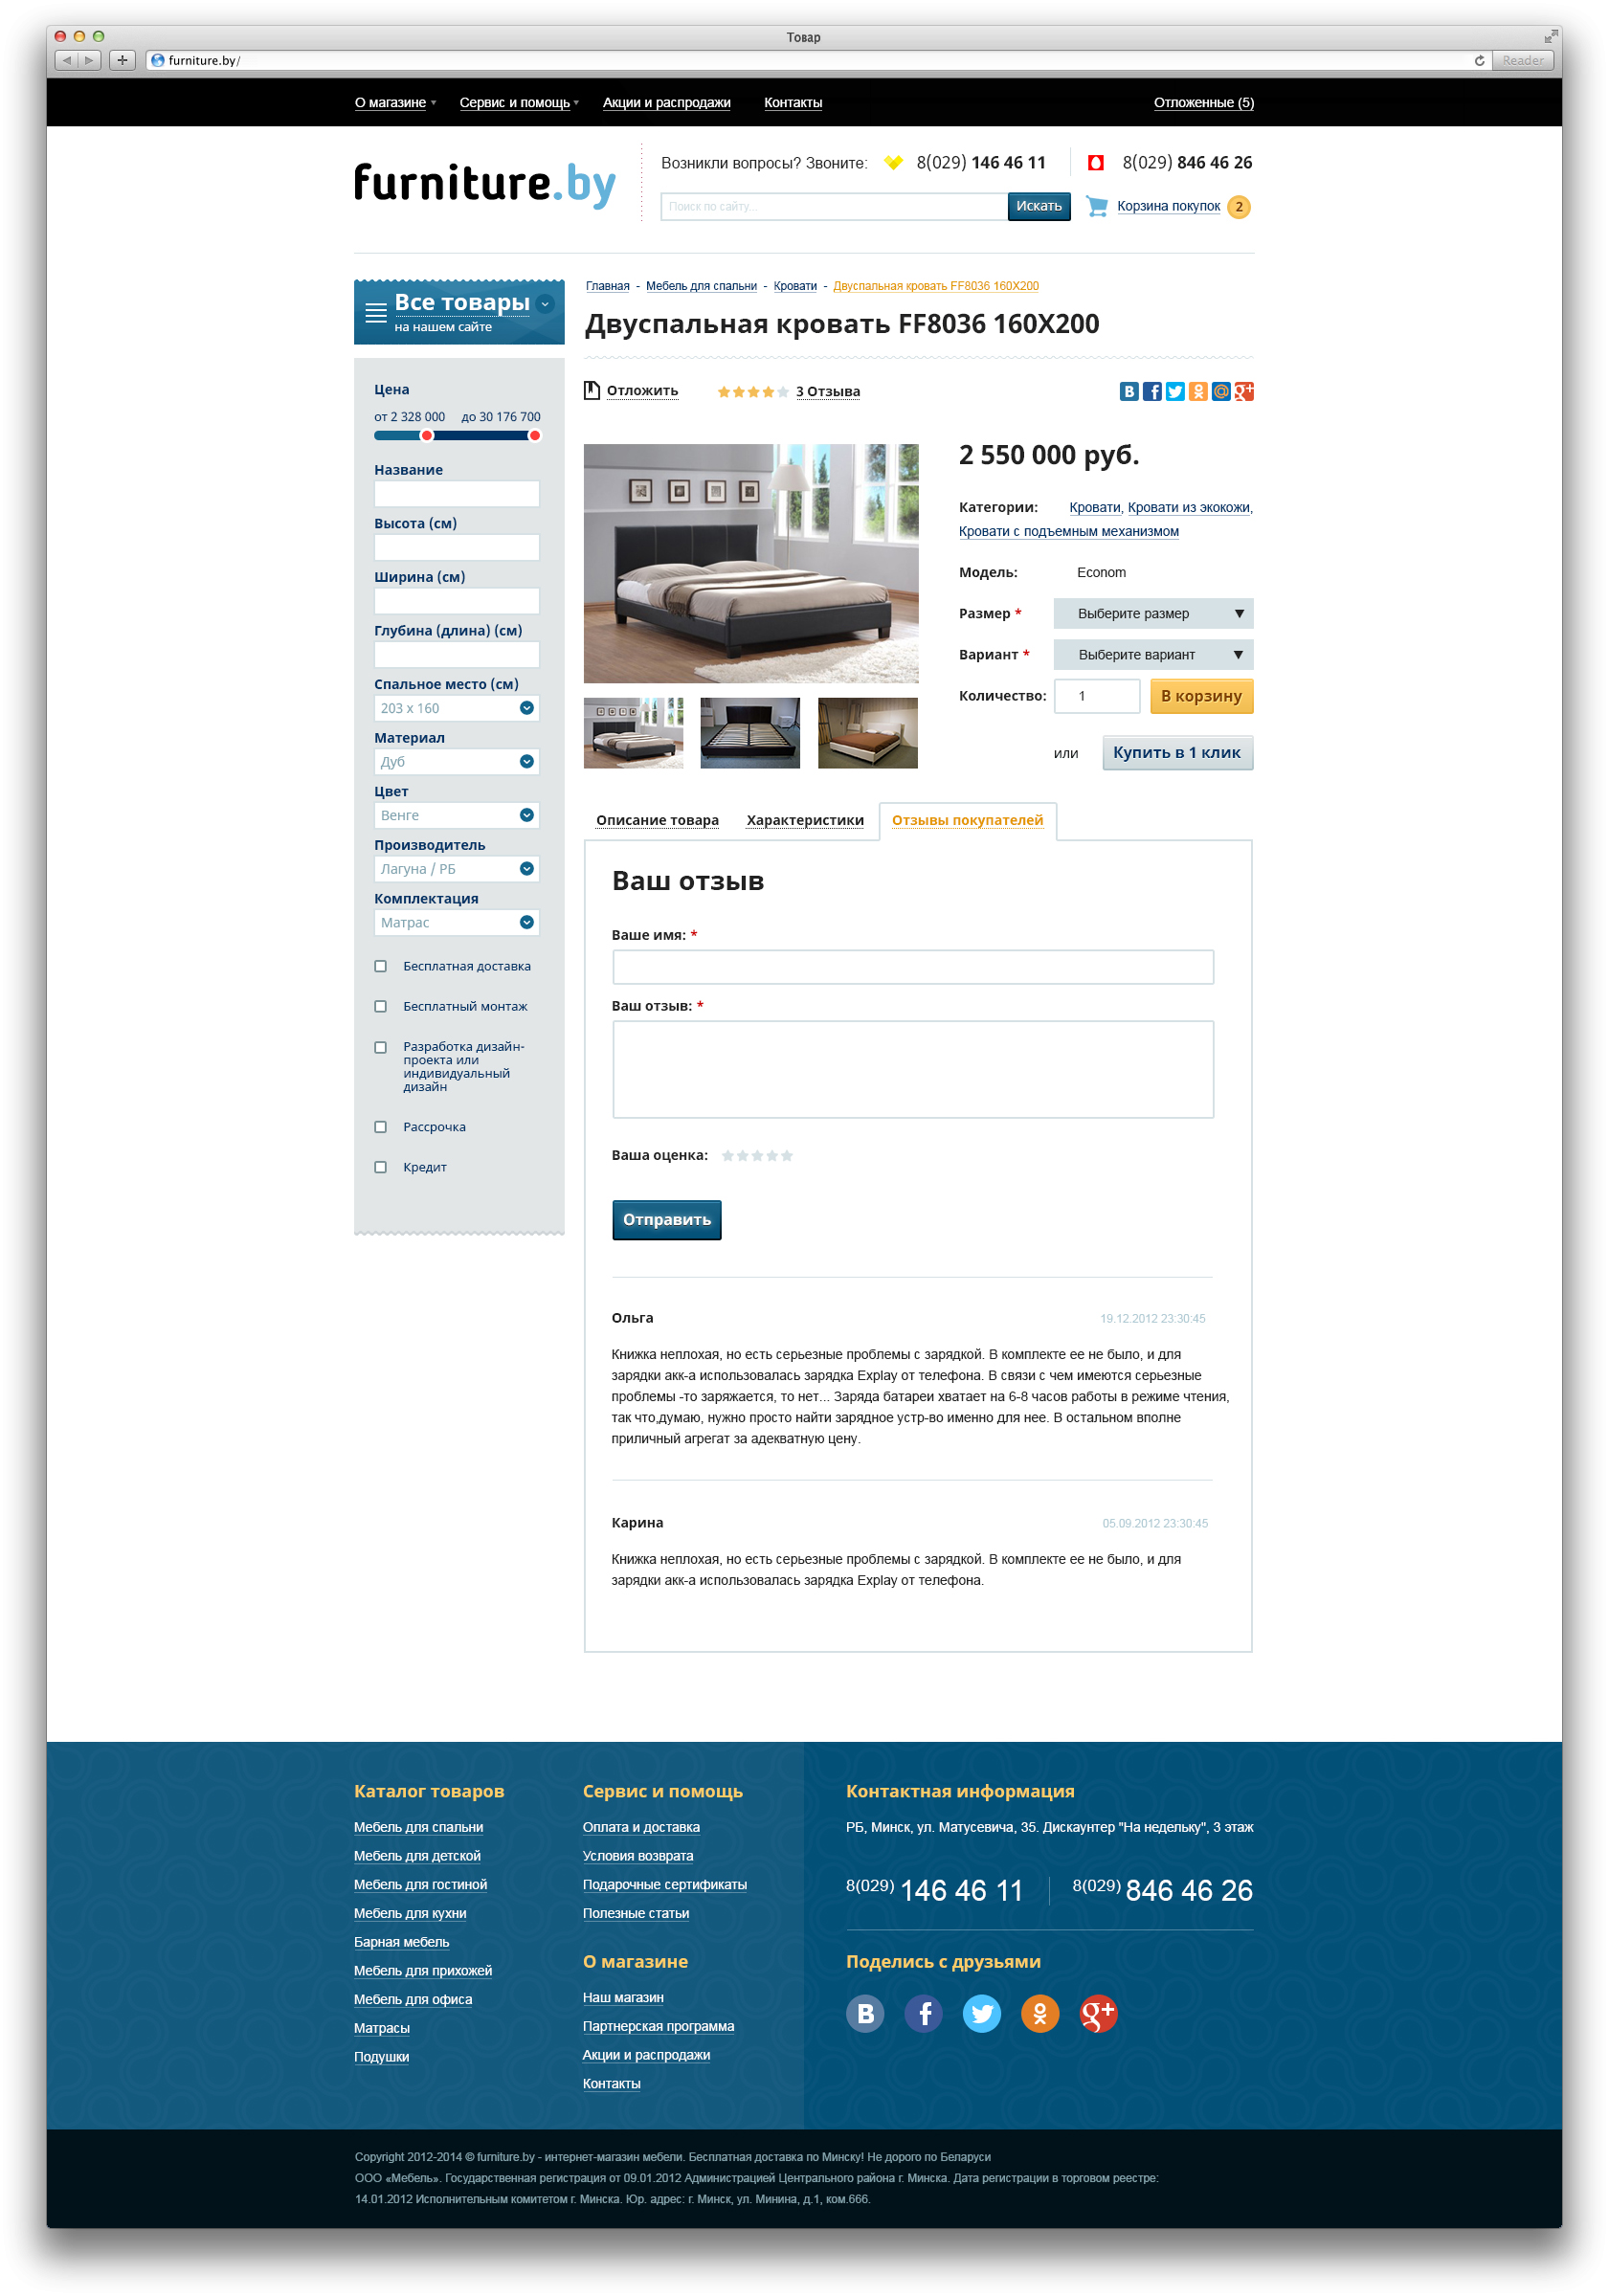 Товар
furniture.by/
Reader
О магазине
Сервис и помощь
Акции и распродажи
Контакты
Отложенные (5)
furniture.by
Возникли вопросы? Звоните:
8(029) 146 46 11
8(029) 846 46 26
Поиск по сайту...
Искать
Корзина покупок
2
Все товары
на нашем сайте
Главная - Мебель для спальни - Кровати - Двуспальная кровать FF8036 160X200
Двуспальная кровать FF8036 160X200
Цена
от 2 328 000 до 30 176 700
Название
Высота (см)
Ширина (см)
Глубина (длина) (см)
Спальное место (см)
203 х 160
Материал
Дуб
Цвет
Венге
Производитель
Лагуна / РБ
Комплектация
Матрас
Бесплатная доставка
Бесплатный монтаж
Разработка дизайн-
проекта или
индивидуальный
дизайн
Рассрочка
Кредит
Отложить
3 Отзыва
2 550 000 руб.
Категории: Кровати, Кровати из экокожи,
Кровати с подъемным механизмом
Модель: Econom
Размер * Выберите размер
Вариант * Выберите вариант
Количество: 1 В корзину
или Купить в 1 клик
Описание товара
Характеристики
Отзывы покупателей
Ваш отзыв
Ваше имя: *
Ваш отзыв: *
Ваша оценка:
Отправить
Ольга 19.12.2012 23:30:45
Книжка неплохая, но есть серьезные проблемы с зарядкой. В комплекте ее не было, и для
зарядки акк-а использовалась зарядка Explay от телефона. В связи с чем имеются серьезные
проблемы -то заряжается, то нет... Заряда батареи хватает на 6-8 часов работы в режиме чтения,
так что,думаю, нужно просто найти зарядное устр-во именно для нее. В остальном вполне
приличный агрегат за адекватную цену.
Карина 05.09.2012 23:30:45
Книжка неплохая, но есть серьезные проблемы с зарядкой. В комплекте ее не было, и для
зарядки акк-а использовалась зарядка Explay от телефона.
Каталог товаров
Мебель для спальни
Мебель для детской
Мебель для гостиной
Мебель для кухни
Барная мебель
Мебель для прихожей
Мебель для офиса
Матрасы
Подушки
Сервис и помощь
Оплата и доставка
Условия возврата
Подарочные сертификаты
Полезные статьи
О магазине
Наш магазин
Партнерская программа
Акции и распродажи
Контакты
Контактная информация
РБ, Минск, ул. Матусевича, 35. Дискаунтер "На недельку", 3 этаж
8(029) 146 46 11
8(029) 846 46 26
Поделись с друзьями
Copyright 2012-2014 © furniture.by - интернет-магазин мебели. Бесплатная доставка по Минску! Не дорого по Беларуси
ООО «Мебель». Государственная регистрация от 09.01.2012 Администрацией Центрального района г. Минска. Дата регистрации в торговом реестре:
14.01.2012 Исполнительным комитетом г. Минска. Юр. адрес: г. Минск, ул. Минина, д.1, ком.666.